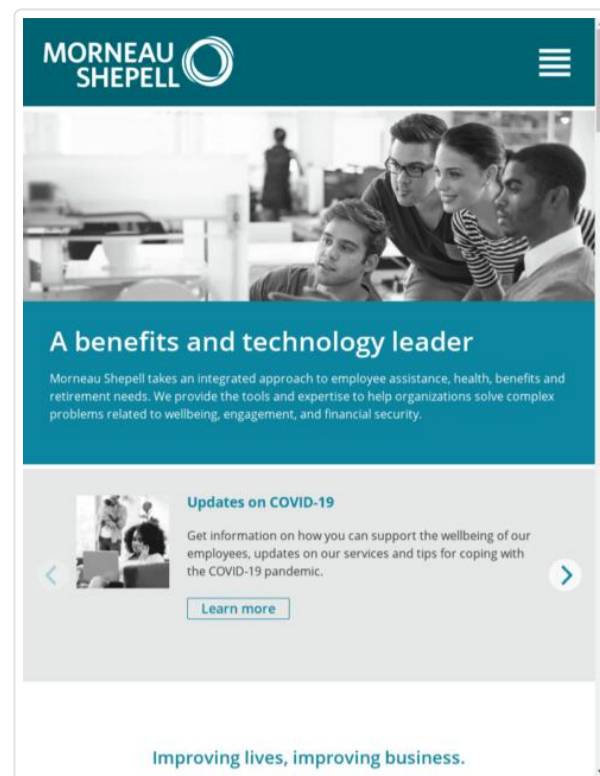 MORNEAU
SHEPELL
A benefits and technology leader
Morneau Shepell takes an integrated approach to employee assistance, health, benefits and
retirement needs. We provide the tools and expertise to help organizations solve complex
problems related to wellbeing, engagement, and financial security.
Updates on COVID-19
Get information on how you can support the wellbeing of our
employees, updates on our services and tips for coping with
the COVID-19 pandemic.
Learn more
Improving lives, improving business.